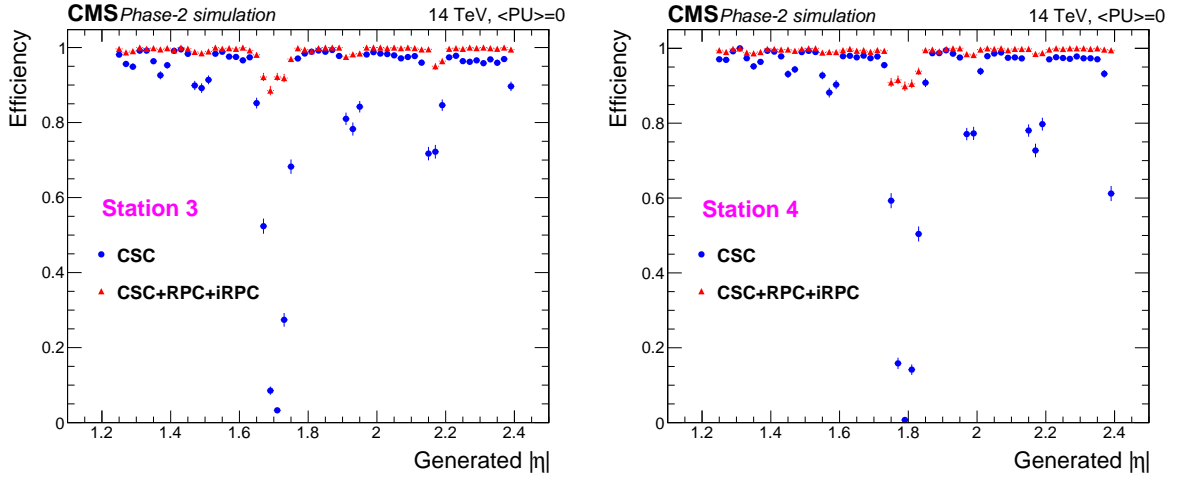 CMS Phase-2 simulation 14 TeV, <PU>=0
Efficiency
1
0.8
0.6
0.4
0.2
0
Station 3
CSC
CSC+RPC+iRPC
1.2 1.4 1.6 1.8 2 2.2 2.4
Generated |η|
CMS Phase-2 simulation 14 TeV, <PU>=0
Efficiency
1
0.8
0.6
0.4
0.2
0
Station 4
CSC
CSC+RPC+iRPC
1.2 1.4 1.6 1.8 2 2.2 2.4
Generated |η|